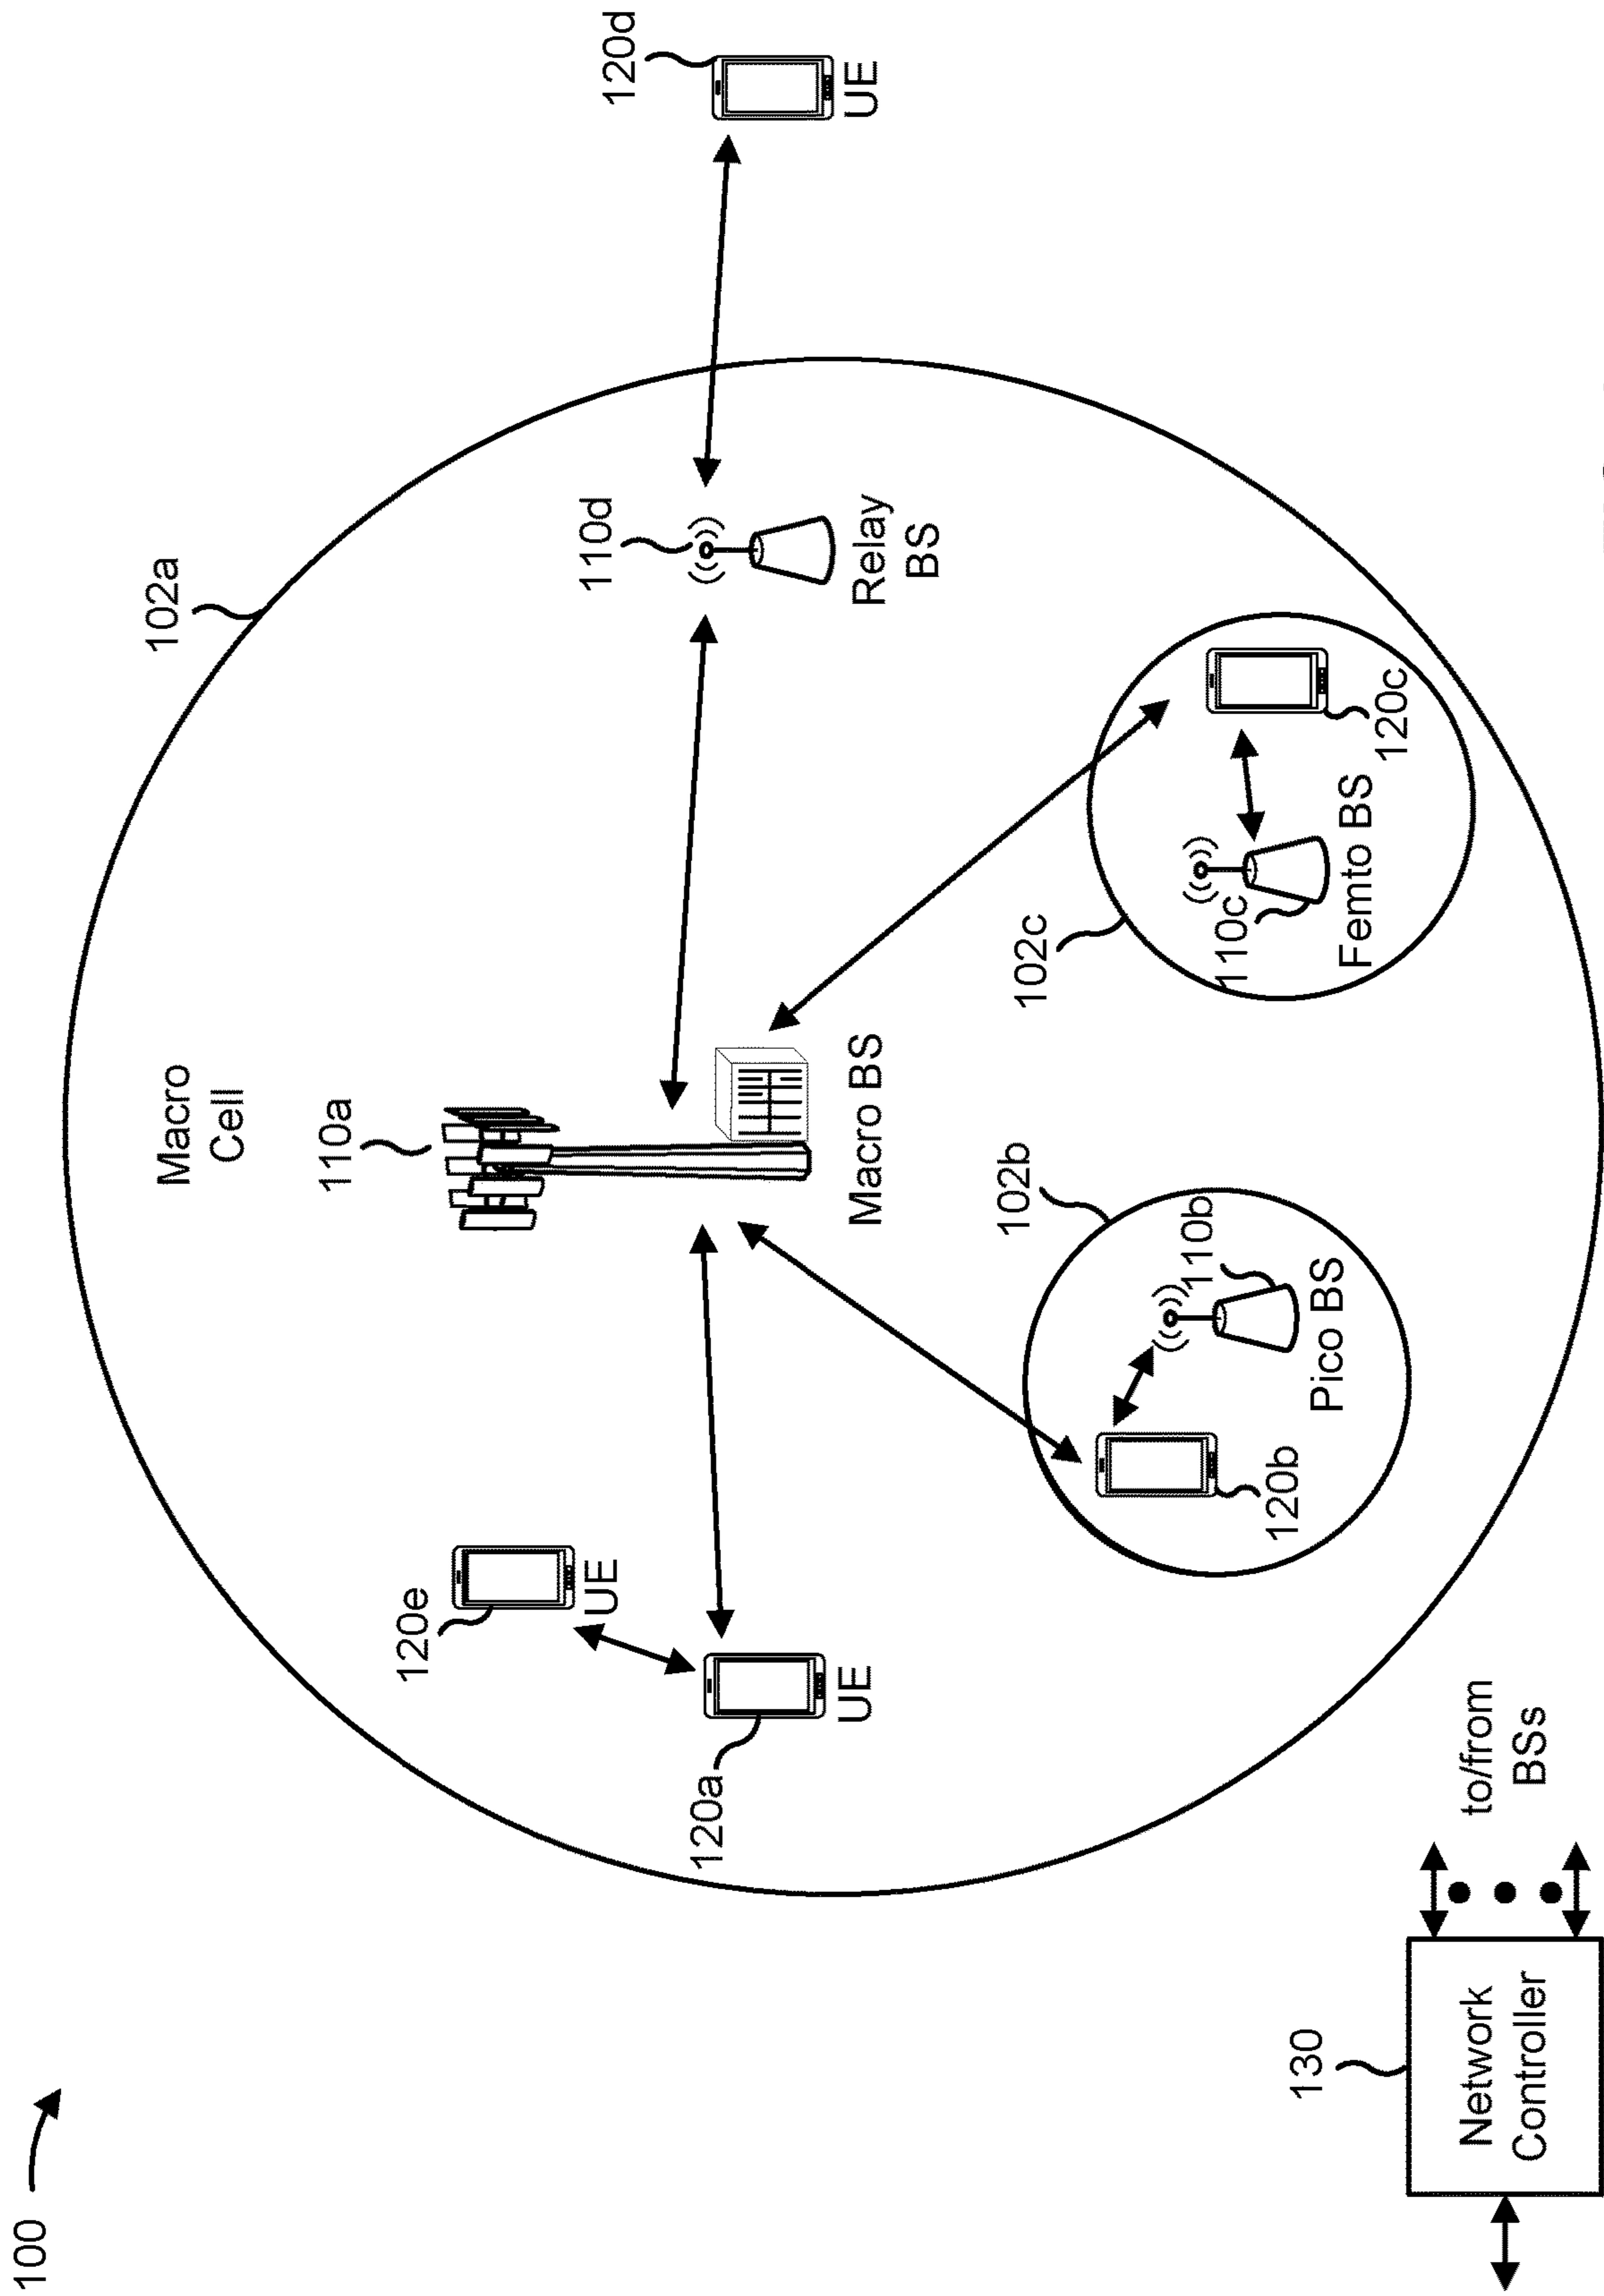 100
102a
Macro
Cell
110a
120d
UE
110d
Relay
BS
120e
UE
120a
UE
Macro BS
102b
110b
Pico BS
120b
102c
110c
Femto BS
120c
130
Network
Controller
to/from
BSs